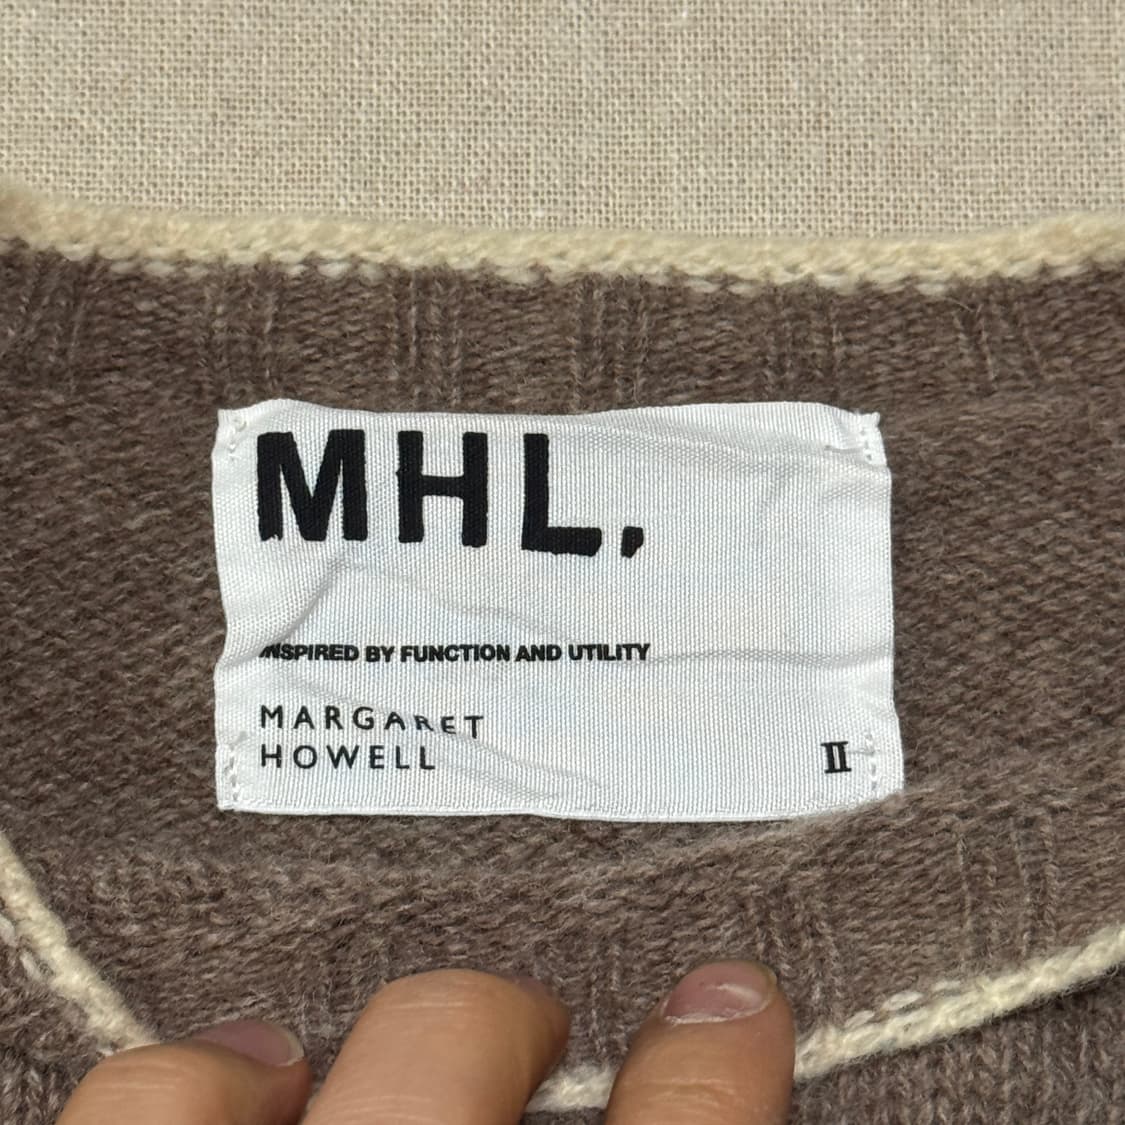 MHL.
INSPIRED BY FUNCTION AND UTILITY
MARGARET
HOWELL
II